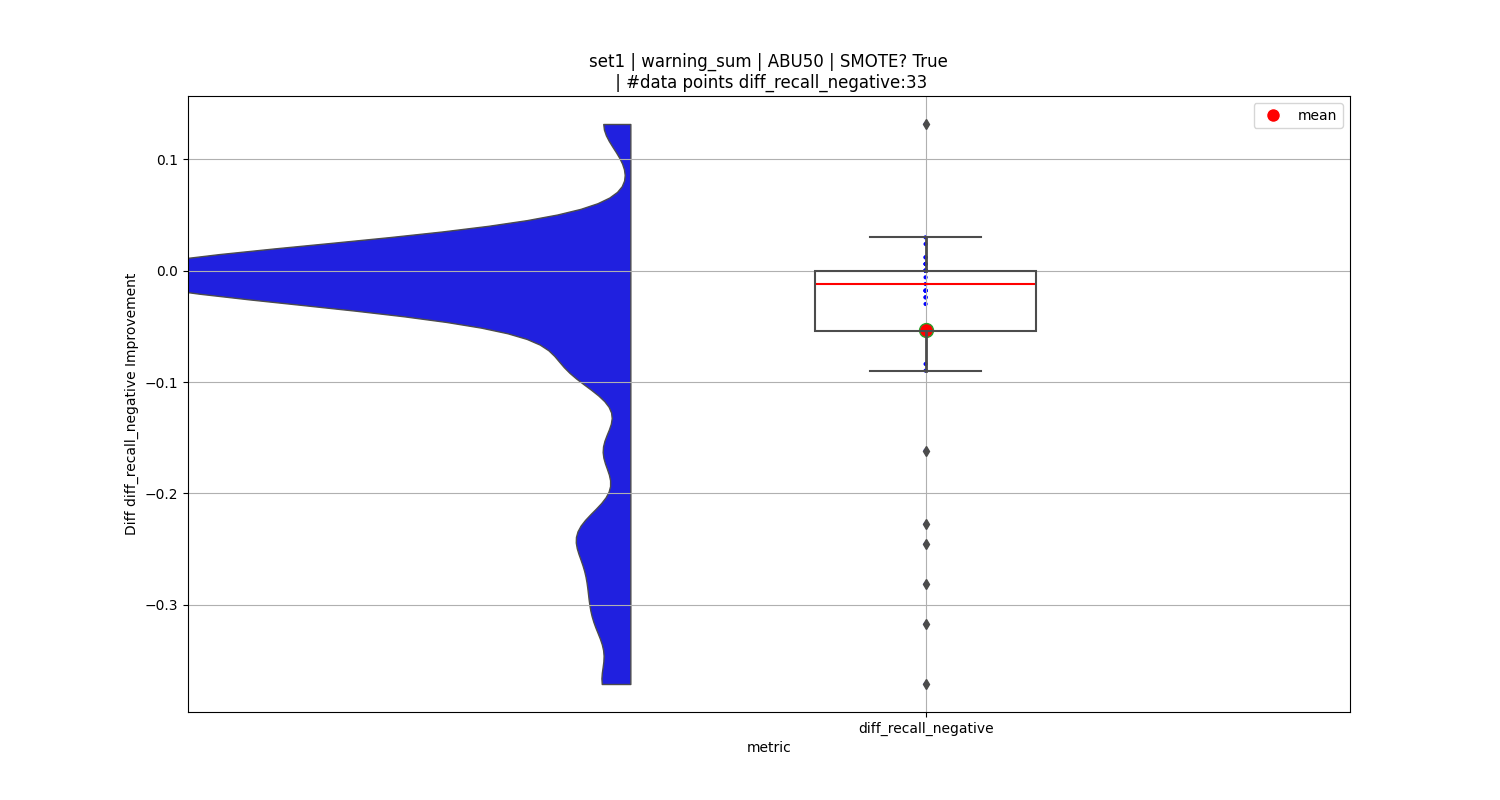 set1 | warning_sum | ABU50 | SMOTE? True
| #data points diff_recall_negative:33
mean
0.1
0.0
−0.1
−0.2
−0.3
Diff diff_recall_negative Improvement
diff_recall_negative
metric